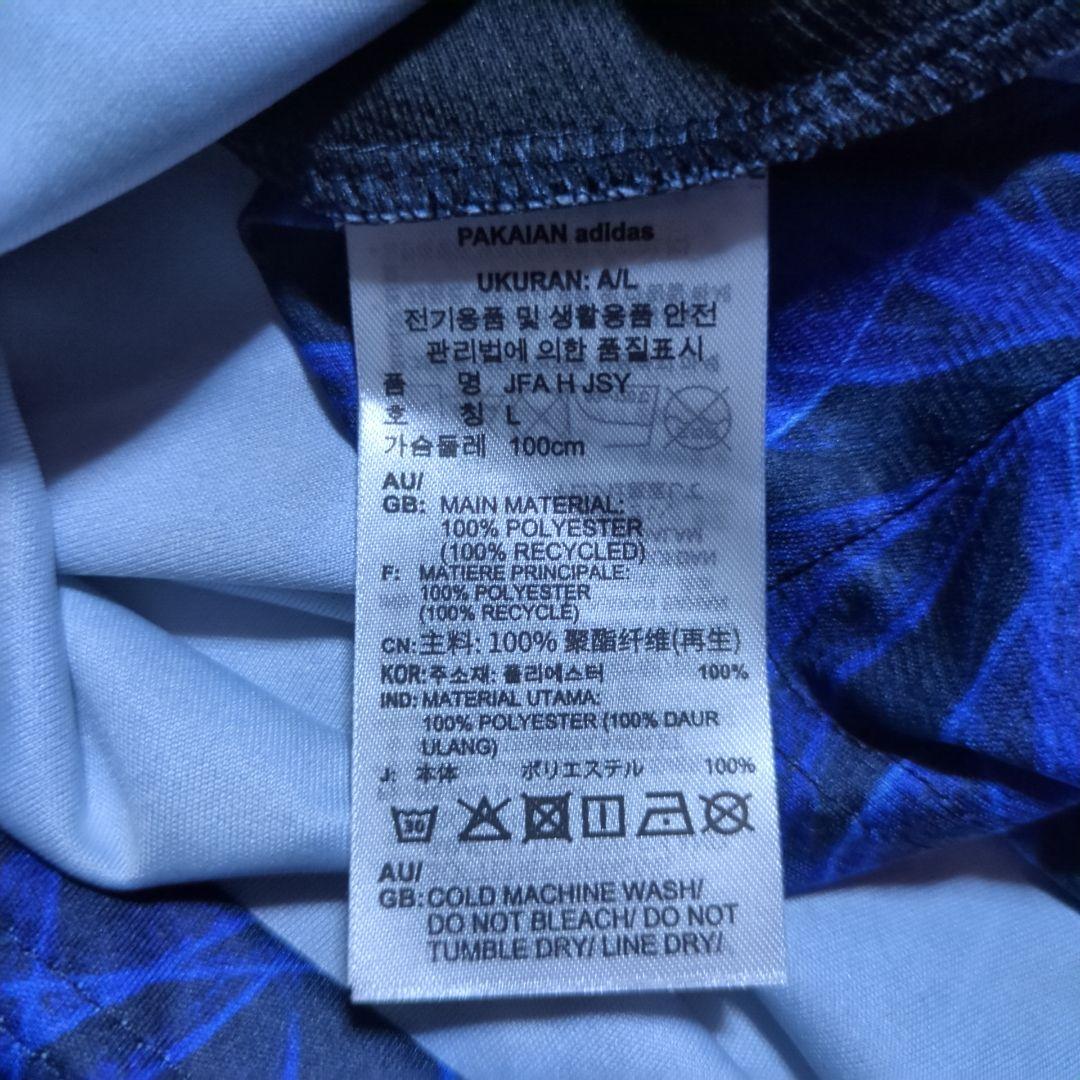 PAKAIAN adidas
UKURAN: A/L
전기용품 및 생활용품 안전
관리법에 의한 품질표시
품 명 JFA H JSY
호 칭 L
가슴둘레 100cm
AU/
GB: MAIN MATERIAL:
100% POLYESTER
(100% RECYCLED)
F: MATIERE PRINCIPALE:
100% POLYESTER
(100% RECYCLÉ)
CN: 主料: 100% 聚酯纤维(再生)
KOR: 주소재: 폴리에스터 100%
IND: MATERIAL UTAMA:
100% POLYESTER (100% DAUR
ULANG)
J: 本体 ポリエステル 100%
30
AU/
GB: COLD MACHINE WASH/
DO NOT BLEACH/ DO NOT
TUMBLE DRY/ LINE DRY/